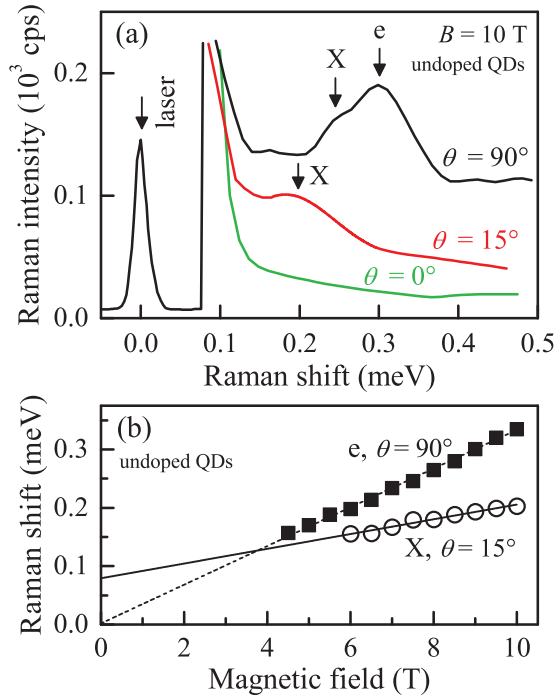 (a)
B = 10 T
undoped QDs
e
X
laser
θ = 90°
X
θ = 15°
θ = 0°
0.2
0.1
0.0
Raman intensity (10³ cps)
0.0 0.1 0.2 0.3 0.4 0.5
Raman shift (meV)
(b)
undoped QDs
e, θ = 90°
X, θ = 15°
0.3
0.2
0.1
0.0
Raman shift (meV)
0 2 4 6 8 10
Magnetic field (T)